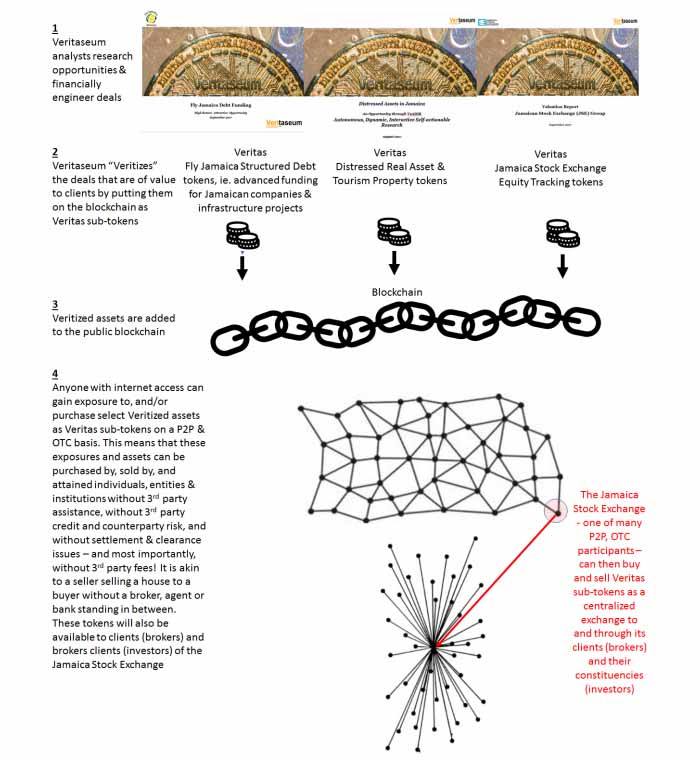 1
Veritaseum
analysts research
opportunities &
financially
engineer deals
Veritaseum
Fly Jamaica Debt Funding
Veritaseum
Veritaseum
Distressed Assets in Jamaica
Autonomous, Dynamic, Interactive Self-actionable
Research
Veritaseum
Veritaseum
Valuation Report
Jamaican Stock Exchange (JSE) Group
2
Veritaseum “Veritizes”
the deals that are of value
to clients by putting them
on the blockchain as
Veritas sub-tokens
Veritas
Fly Jamaica Structured Debt
tokens, ie. advanced funding
for Jamaican companies &
infrastructure projects
Veritas
Distressed Real Asset &
Tourism Property tokens
Veritas
Jamaica Stock Exchange
Equity Tracking tokens
Blockchain
3
Veritized assets are added
to the public blockchain
4
Anyone with internet access can
gain exposure to, and/or
purchase select Veritized assets
as Veritas sub-tokens on a P2P &
OTC basis. This means that these
exposures and assets can be
purchased by, sold by, and
attained individuals, entities &
institutions without 3rd party
assistance, without 3rd party
credit and counterparty risk, and
without settlement & clearance
issues – and most importantly,
without 3rd party fees! It is akin
to a seller selling a house to a
buyer without a broker, agent or
bank standing in between.
These tokens will also be
available to clients (brokers) and
brokers clients (investors) of the
Jamaica Stock Exchange
The Jamaica
Stock Exchange
- one of many
P2P, OTC
participants –
can then buy
and sell Veritas
sub-tokens as a
centralized
exchange to
and through its
clients (brokers)
and their
constituencies
(investors)